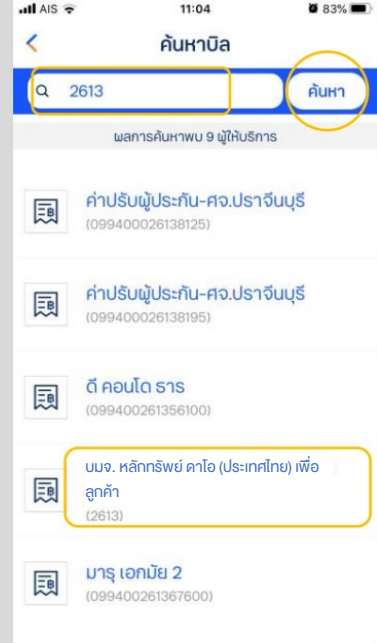 AIS 11:04 83%
ค้นหาบิล
2613 ค้นหา
ผลการค้นหาพบ 9 ผู้ให้บริการ
ค่าปรับผู้ประกัน-ศจ.ปราจีนบุรี
(099400026138125)
ค่าปรับผู้ประกัน-ศจ.ปราจีนบุรี
(099400026138195)
ดี คอนโด ธาร
(099400261356100)
บมจ. หลักทรัพย์ ดาโอ (ประเทศไทย) เพื่อ
ลูกค้า
(2613)
มารุ เอกมัย 2
(099400261367600)